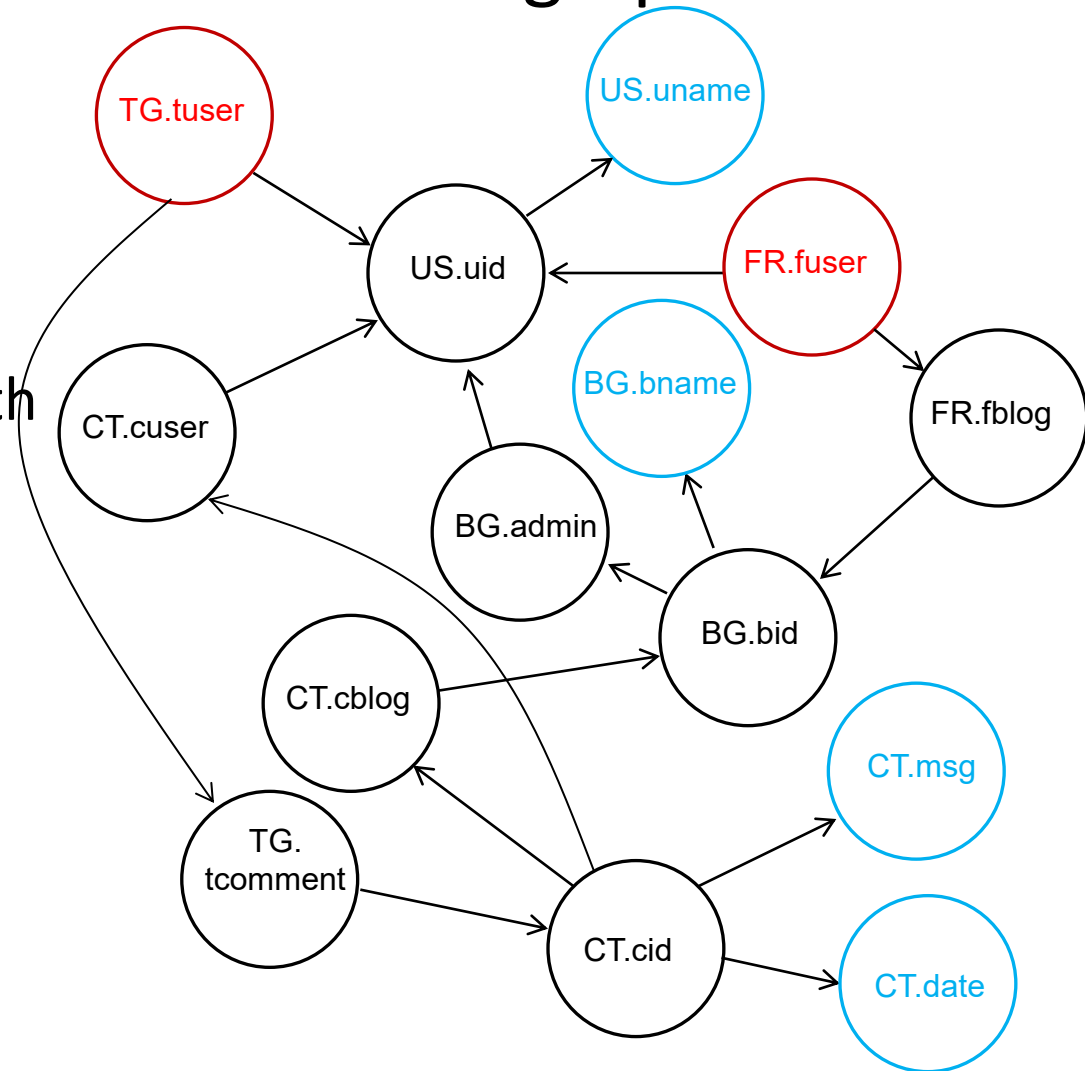 TG.tuser
US.uname
US.uid
FR.fuser
BG.bname
FR.fblog
CT.cuser
BG.admin
BG.bid
CT.cblog
CT.msg
TG.
tcomment
CT.cid
CT.date